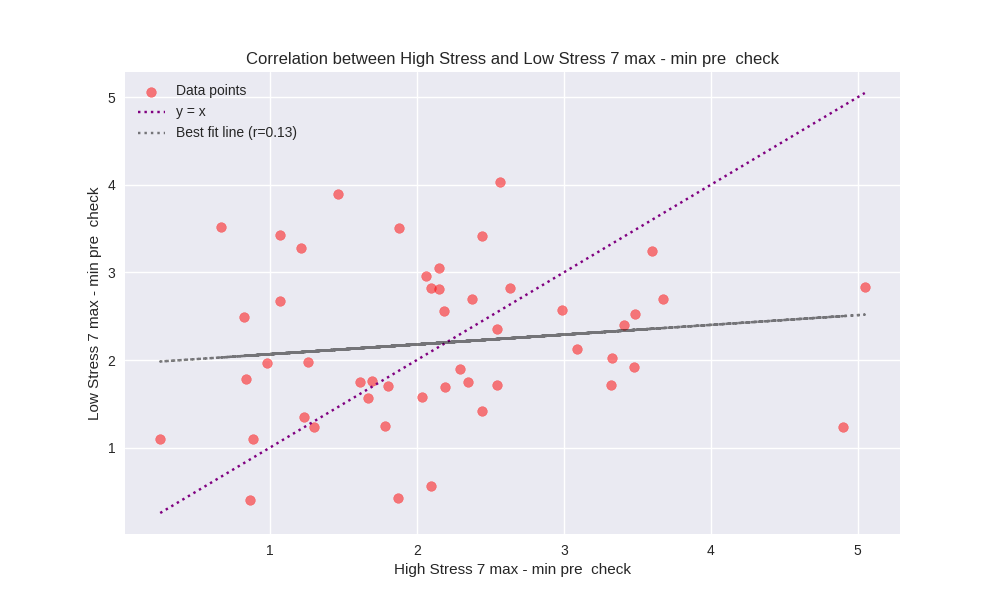 Correlation between High Stress and Low Stress 7 max - min pre  check
Data points
y = x
Best fit line (r=0.13)
5
4
3
2
1
Low Stress 7 max - min pre  check
1 2 3 4 5
High Stress 7 max - min pre  check